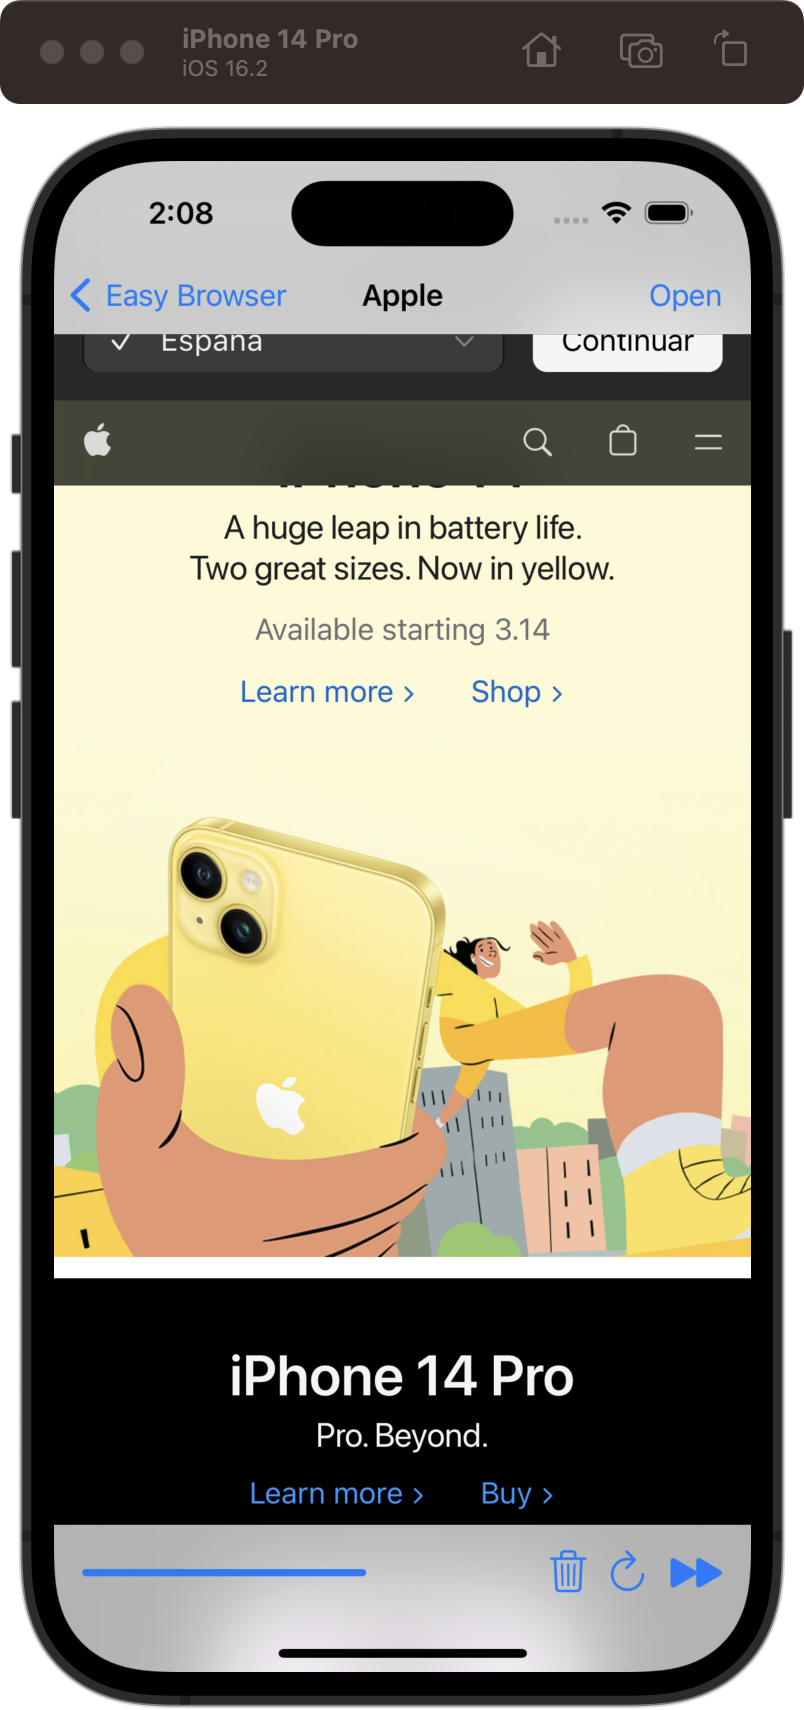 iPhone 14 Pro
iOS 16.2
2:08
Easy Browser
Apple
Open
España
Continuar
iPhone 14
A huge leap in battery life.
Two great sizes. Now in yellow.
Available starting 3.14
Learn more >
Shop >
iPhone 14 Pro
Pro. Beyond.
Learn more >
Buy >